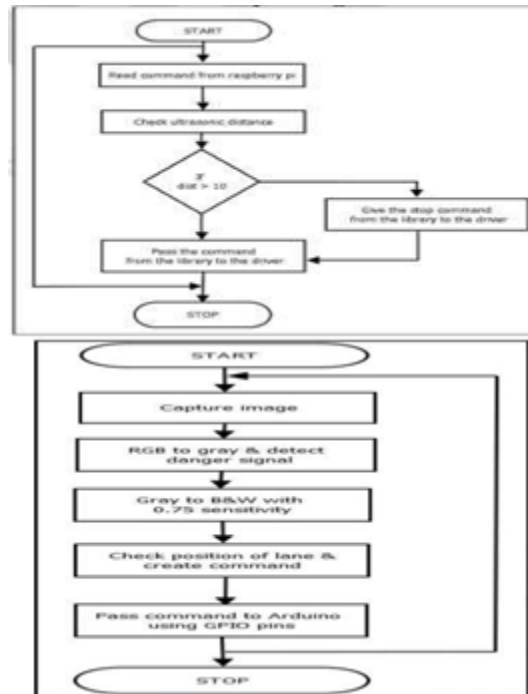 START
Read command from raspberry pi
Check ultrasonic distance
If
dist > 10
Give the stop command
from the library to the driver
Pass the command
from the library to the driver
STOP
START
Capture image
RGB to gray & detect
danger signal
Gray to B&W with
0.75 sensitivity
Check position of lane &
create command
Pass command to Arduino
using GPIO pins
STOP